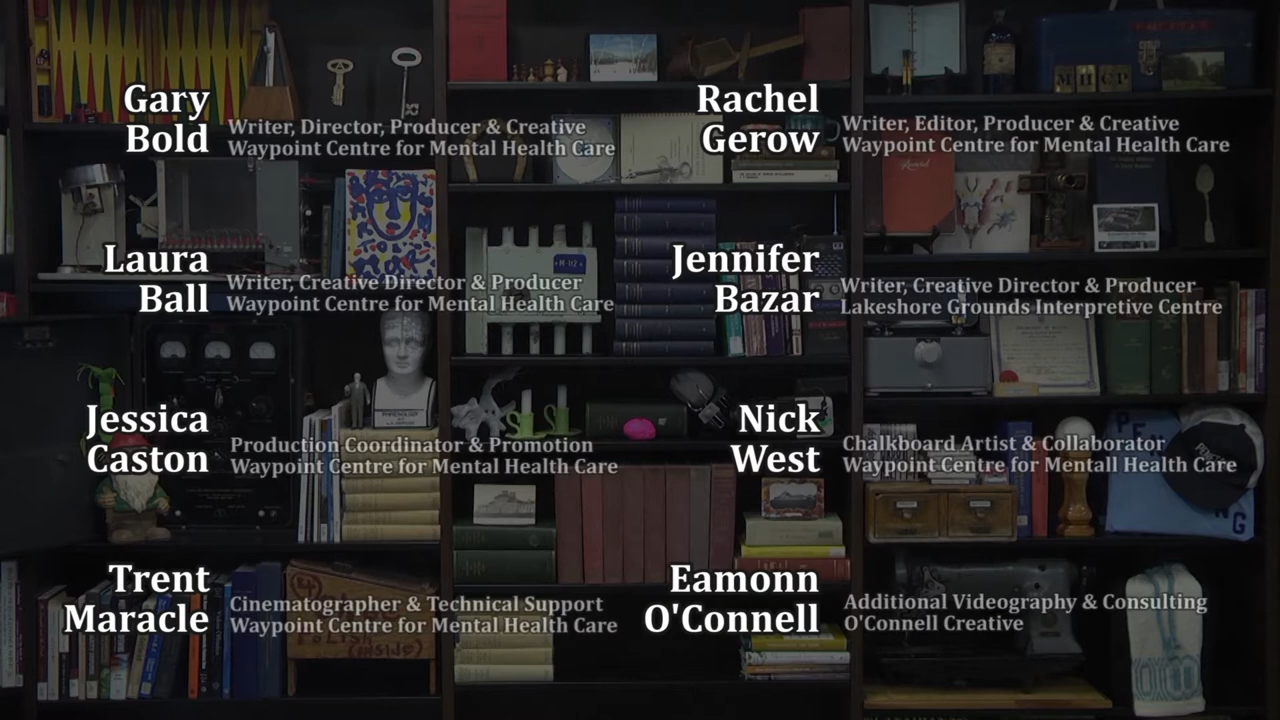 Gary
Bold
Writer, Director, Producer & Creative
Waypoint Centre for Mental Health Care
Rachel
Gerow
Writer, Editor, Producer & Creative
Waypoint Centre for Mental Health Care
Laura
Ball
Writer, Creative Director & Producer
Waypoint Centre for Mental Health Care
Jennifer
Bazar
Writer, Creative Director & Producer
Lakeshore Grounds Interpretive Centre
Jessica
Caston
Production Coordinator & Promotion
Waypoint Centre for Mental Health Care
Nick
West
Chalkboard Artist & Collaborator
Waypoint Centre for Mentall Health Care
Trent
Maracle
Cinematographer & Technical Support
Waypoint Centre for Mental Health Care
Eamonn
O'Connell
Additional Videography & Consulting
O'Connell Creative
M H C P
M-112
PHRENOLOGY
(INSIDE)